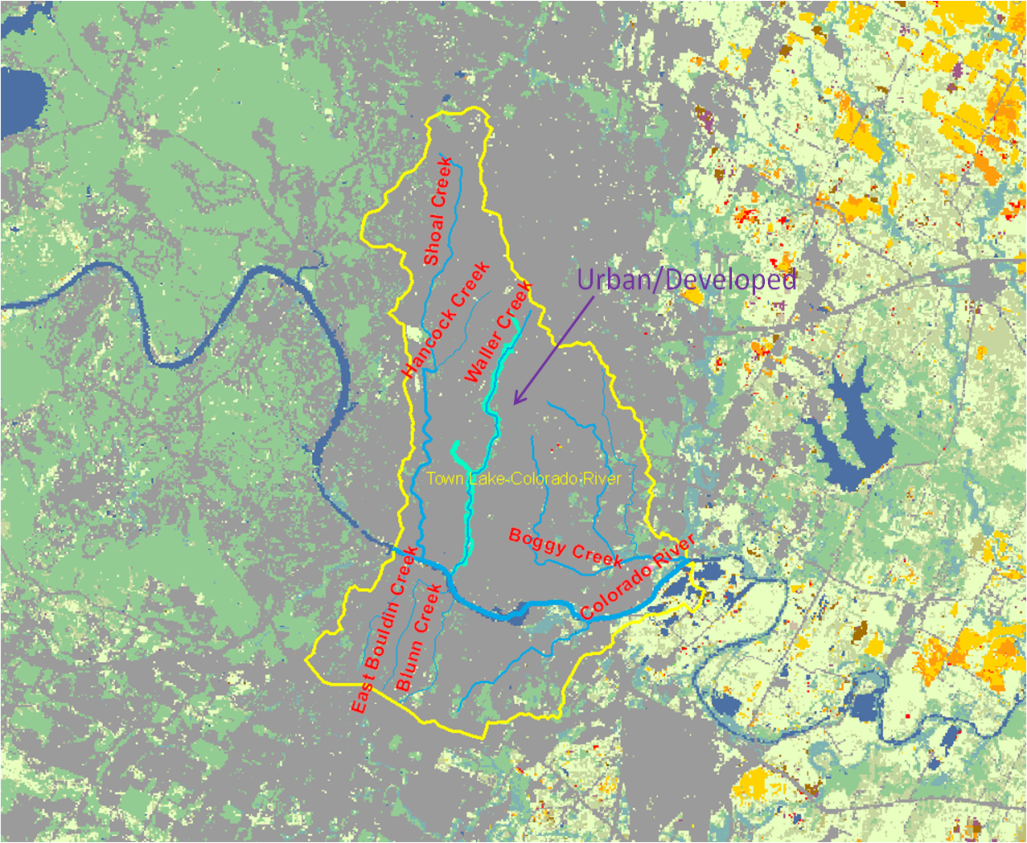 Shoal Creek
Hancock Creek
Waller Creek
Urban/Developed
Town Lake-Colorado River
Boggy Creek
Colorado River
East Bouldin Creek
Blunn Creek